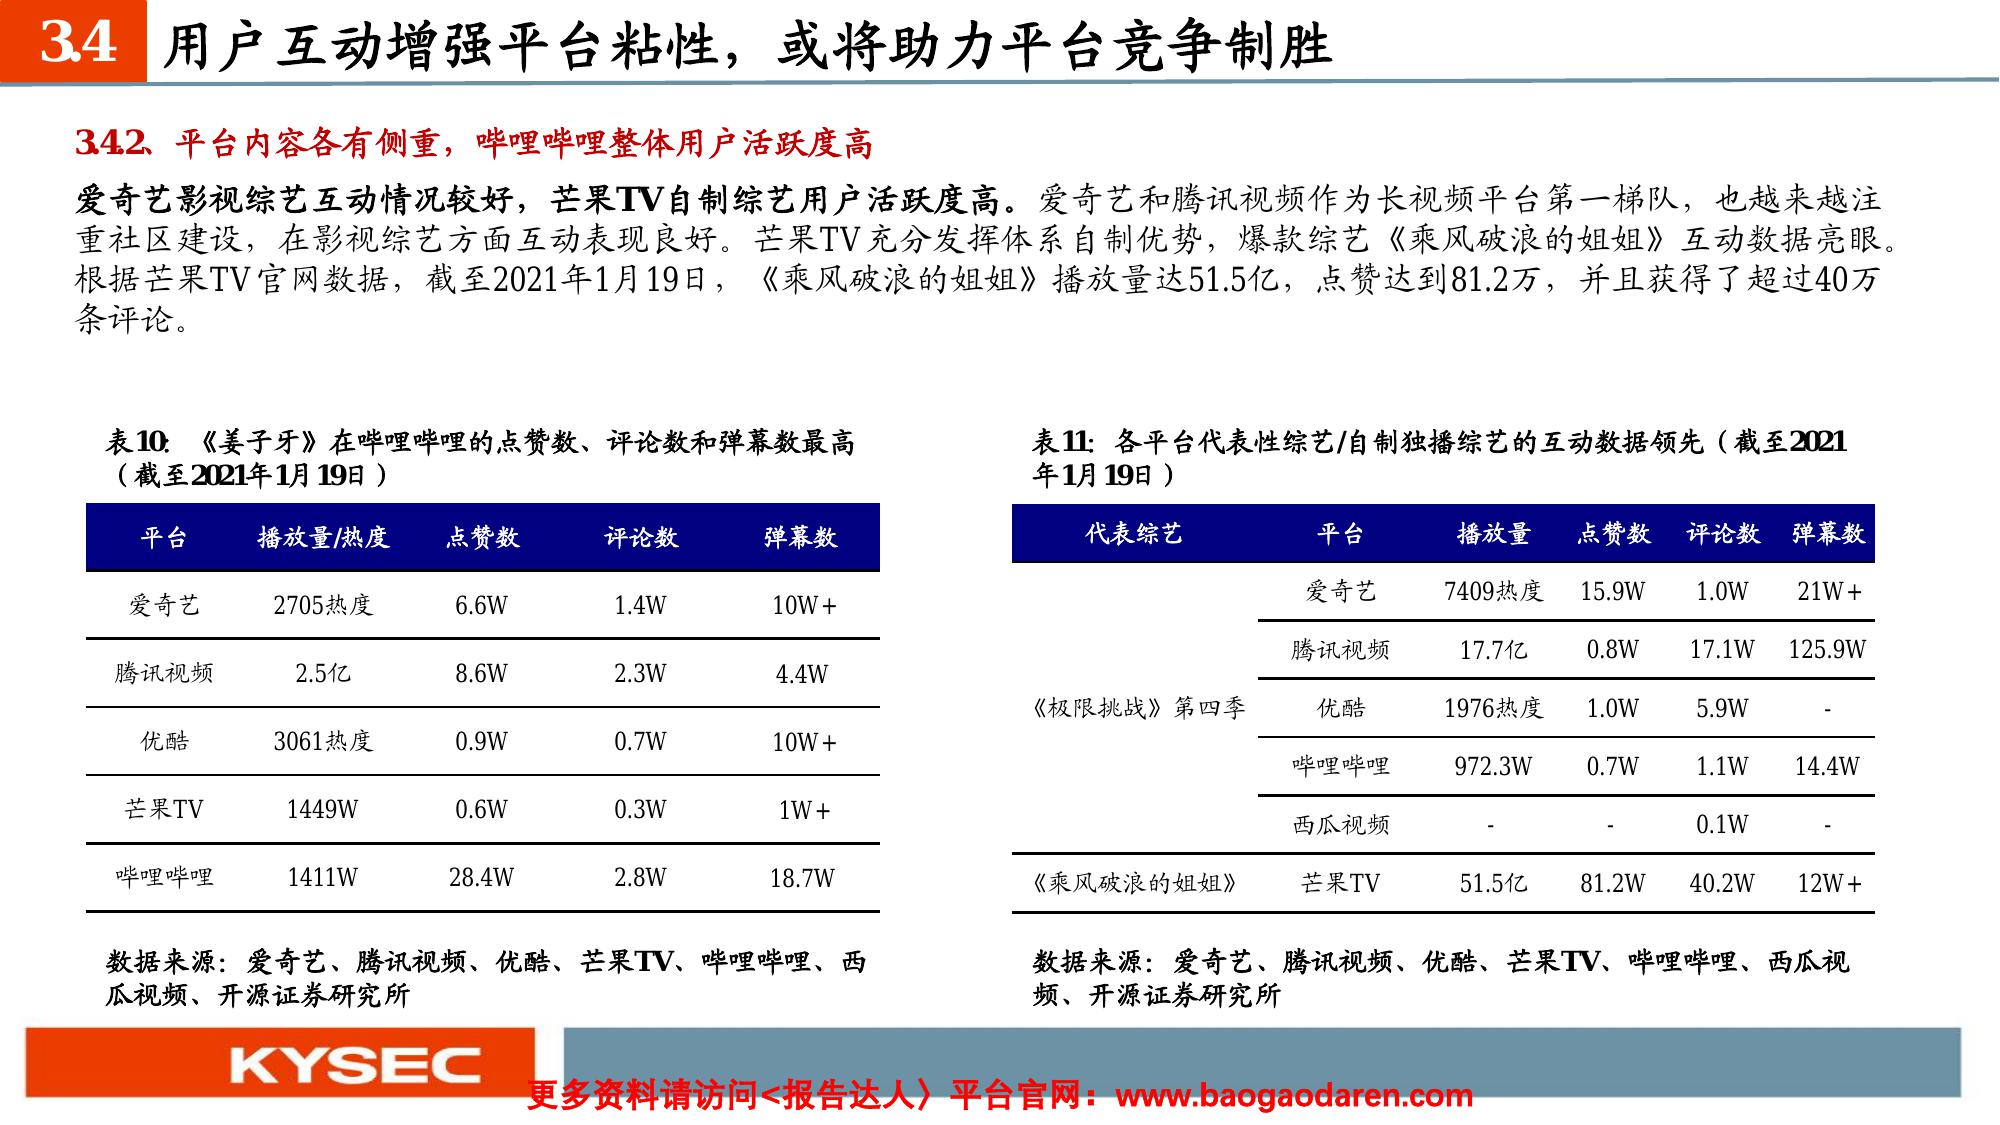 3.4 用户互动增强平台粘性，或将助力平台竞争制胜
3.4.2、平台内容各有侧重，哔哩哔哩整体用户活跃度高
爱奇艺影视综艺互动情况较好，芒果TV自制综艺用户活跃度高。爱奇艺和腾讯视频作为长视频平台第一梯队，也越来越注
重社区建设，在影视综艺方面互动表现良好。芒果TV充分发挥体系自制优势，爆款综艺《乘风破浪的姐姐》互动数据亮眼。
根据芒果TV官网数据，截至2021年1月19日，《乘风破浪的姐姐》播放量达51.5亿，点赞达到81.2万，并且获得了超过40万
条评论。
表10：《姜子牙》在哔哩哔哩的点赞数、评论数和弹幕数最高
（截至2021年1月19日）
平台 播放量/热度 点赞数 评论数 弹幕数
爱奇艺 2705热度 6.6W 1.4W 10W+
腾讯视频 2.5亿 8.6W 2.3W 4.4W
优酷 3061热度 0.9W 0.7W 10W+
芒果TV 1449W 0.6W 0.3W 1W+
哔哩哔哩 1411W 28.4W 2.8W 18.7W
数据来源：爱奇艺、腾讯视频、优酷、芒果TV、哔哩哔哩、西
瓜视频、开源证券研究所
表11：各平台代表性综艺/自制独播综艺的互动数据领先（截至2021
年1月19日）
代表综艺 平台 播放量 点赞数 评论数 弹幕数
爱奇艺 7409热度 15.9W 1.0W 21W+
腾讯视频 17.7亿 0.8W 17.1W 125.9W
《极限挑战》第四季 优酷 1976热度 1.0W 5.9W -
哔哩哔哩 972.3W 0.7W 1.1W 14.4W
西瓜视频 - - 0.1W -
《乘风破浪的姐姐》 芒果TV 51.5亿 81.2W 40.2W 12W+
数据来源：爱奇艺、腾讯视频、优酷、芒果TV、哔哩哔哩、西瓜视
频、开源证券研究所
KYSEC
更多资料请访问<报告达人〉平台官网：www.baogaodaren.com